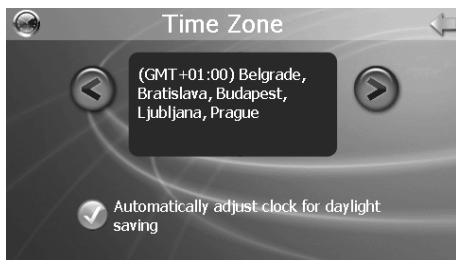 Time Zone
(GMT+01:00) Belgrade,
Bratislava, Budapest,
Ljubljana, Prague
Automatically adjust clock for daylight
saving